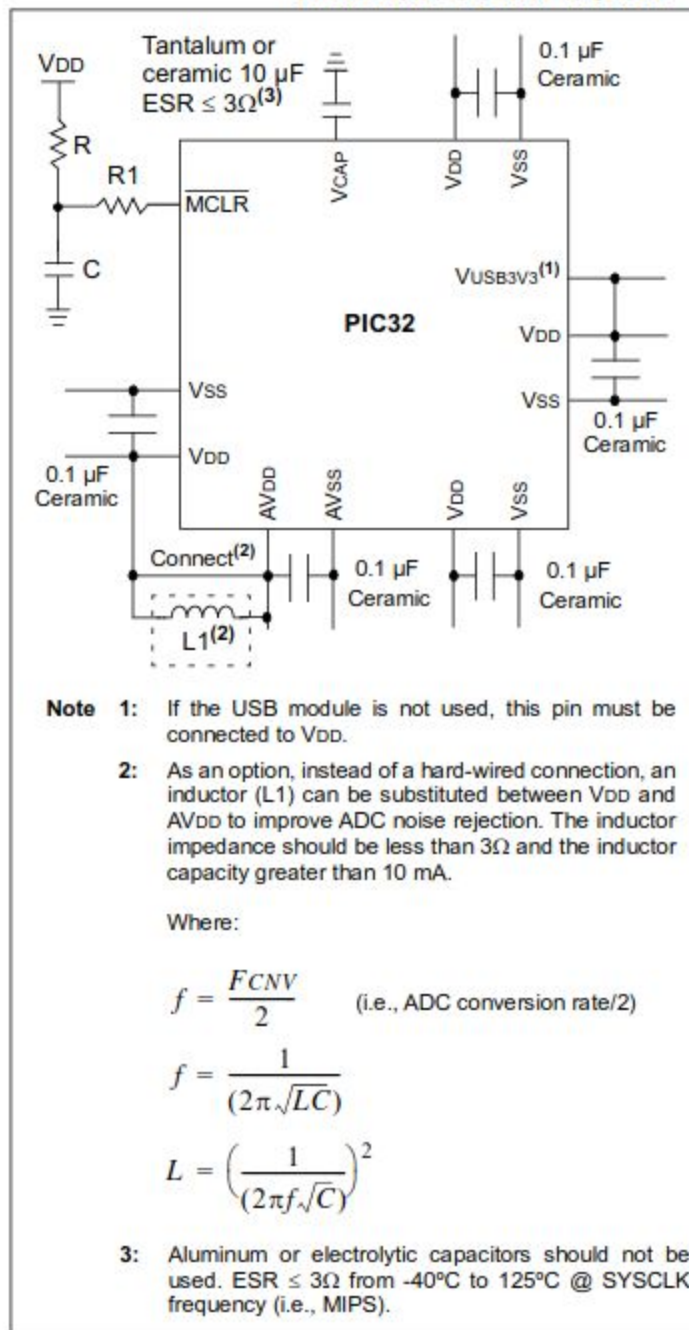 Tantalum or
ceramic 10 µF
ESR ≤ 3Ω(3)
0.1 µF
Ceramic
VDD
R
R1
C
MCLR
VCAP
VDD
VSS
VUSB3V3(1)
PIC32
VDD
VSS
0.1 µF
Ceramic
VSS
VDD
0.1 µF
Ceramic
AVDD
AVSS
VDD
VSS
Connect(2)
L1(2)
0.1 µF
Ceramic
0.1 µF
Ceramic
Note 1: If the USB module is not used, this pin must be
connected to VDD.
2: As an option, instead of a hard-wired connection, an
inductor (L1) can be substituted between VDD and
AVDD to improve ADC noise rejection. The inductor
impedance should be less than 3Ω and the inductor
capacity greater than 10 mA.
Where:
f = FCNV / 2 (i.e., ADC conversion rate/2)
f = 1 / (2π√LC)
L = (1 / (2πf√C))²
3: Aluminum or electrolytic capacitors should not be
used. ESR ≤ 3Ω from -40ºC to 125ºC @ SYSCLK
frequency (i.e., MIPS).